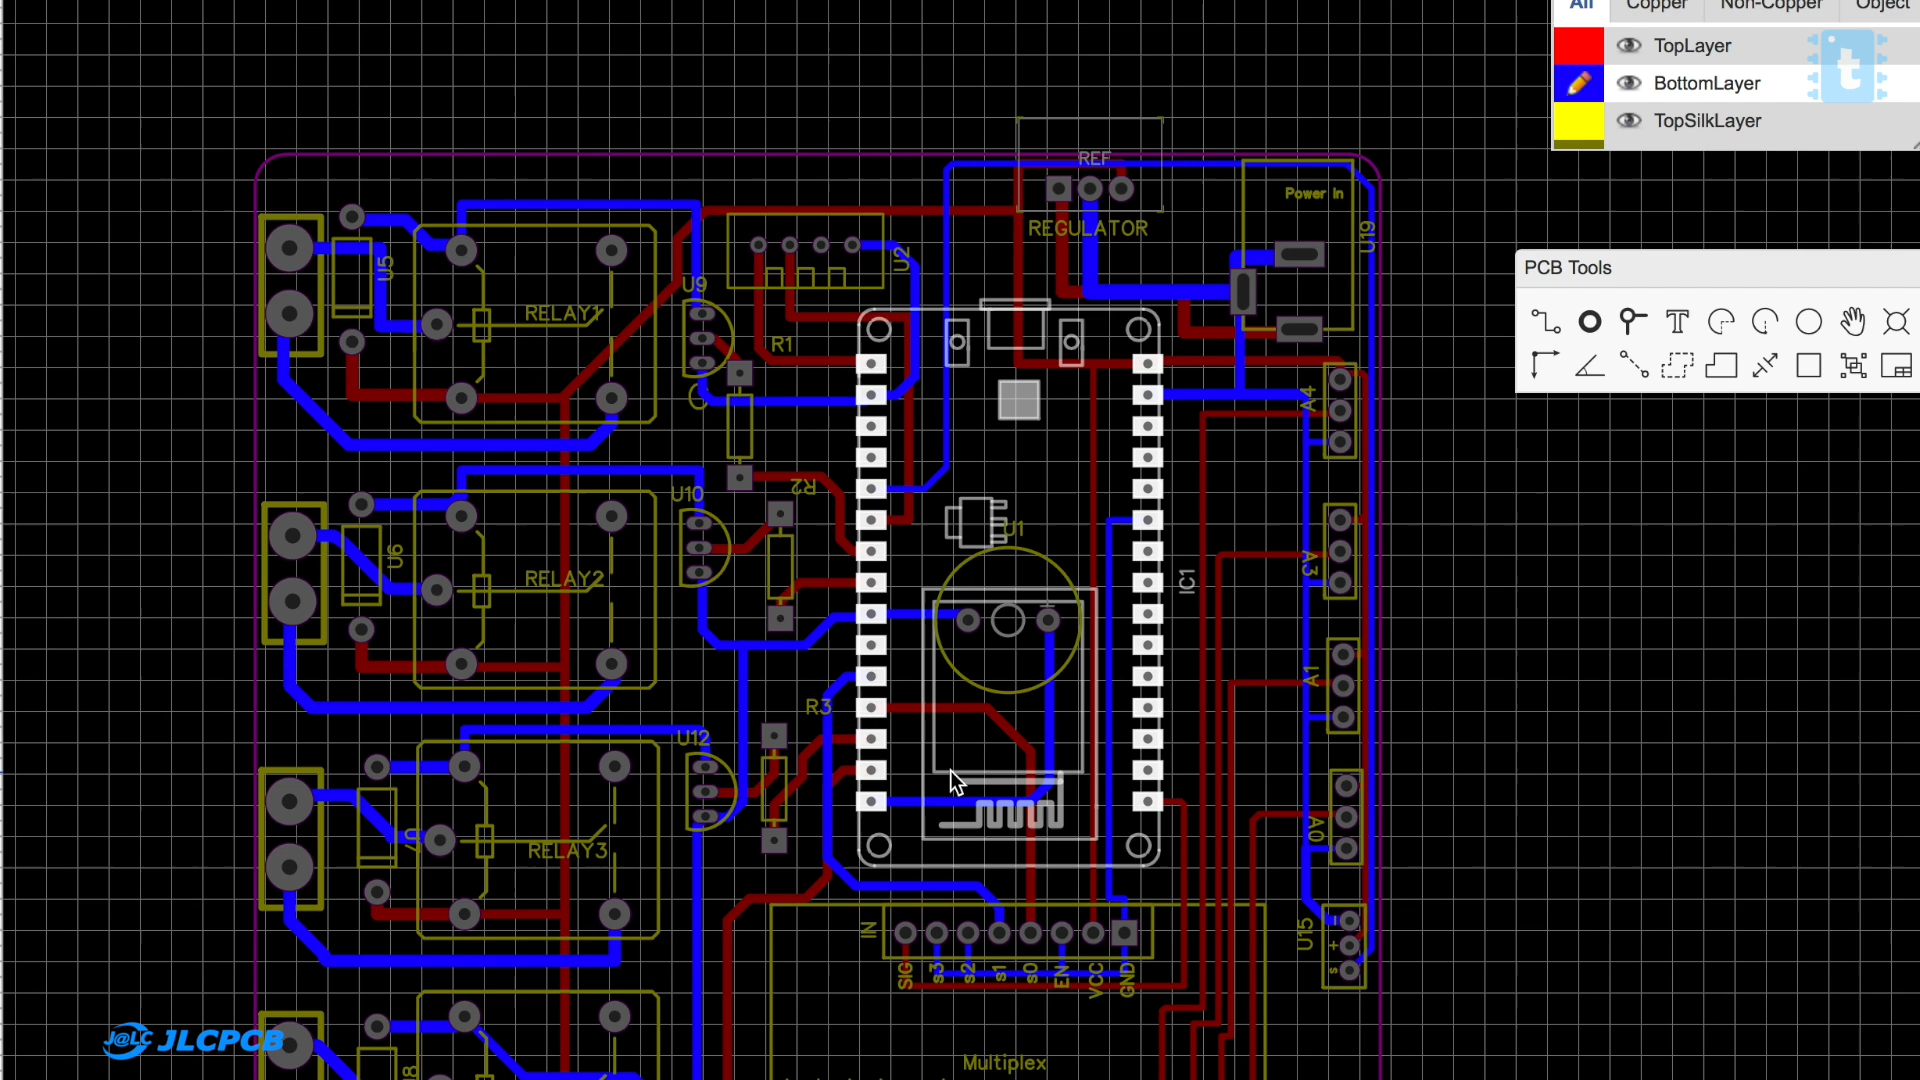 All Copper Non-Copper Object
TopLayer
BottomLayer
TopSilkLayer
t
REF
Power in
REGULATOR
U19
U5
U2
U9
RELAY1
R1
A4
PCB Tools
T
U10
R2
U6
U1
RELAY2
A3
IC1
A1
R3
U12
RELAY3
A0
IN
U15
- + s
SIG s3 s2 s1 s0 EN VCC GND
J@LC JLCPCB
Multiplex